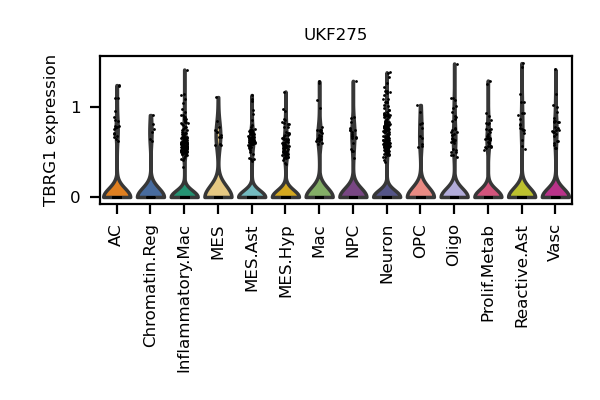 UKF275
TBRG1 expression
1
0
AC
Chromatin.Reg
Inflammatory.Mac
MES
MES.Ast
MES.Hyp
Mac
NPC
Neuron
OPC
Oligo
Prolif.Metab
Reactive.Ast
Vasc